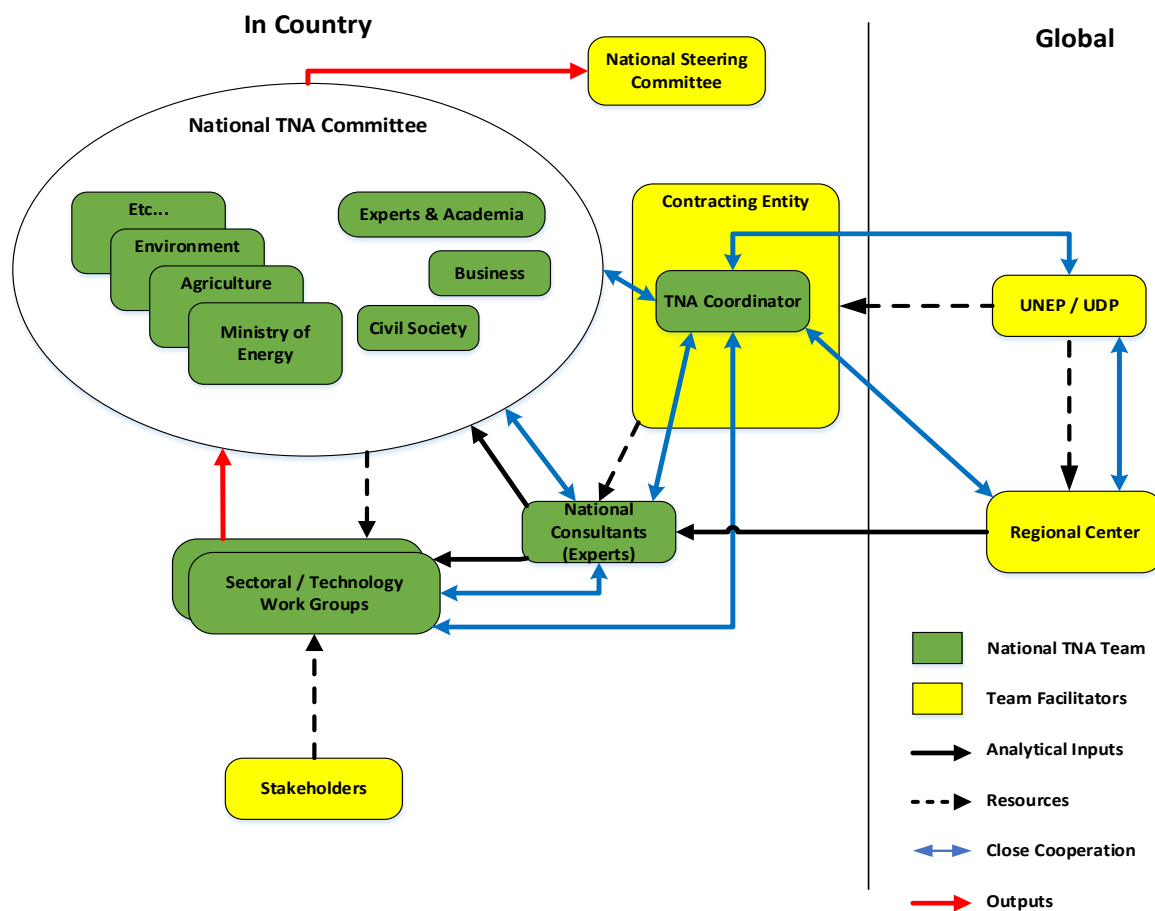 In Country
Global
National Steering
Committee
National TNA Committee
Etc...
Environment
Agriculture
Ministry of
Energy
Experts & Academia
Business
Civil Society
Contracting Entity
TNA Coordinator
UNEP / UDP
National
Consultants
(Experts)
Regional Center
Sectoral / Technology
Work Groups
Stakeholders
National TNA Team
Team Facilitators
Analytical Inputs
Resources
Close Cooperation
Outputs